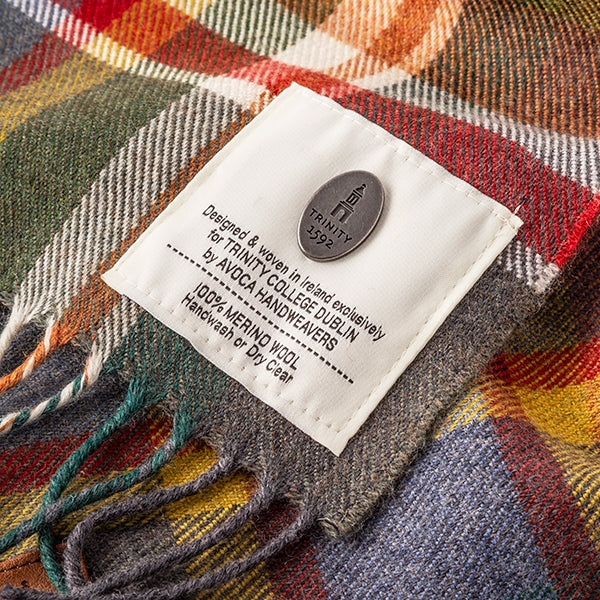 TRINITY
1592
Designed & woven in Ireland exclusively
for TRINITY COLLEGE DUBLIN
by AVOCA HANDWEAVERS
100% MERINO WOOL
Handwash or Dry Clear